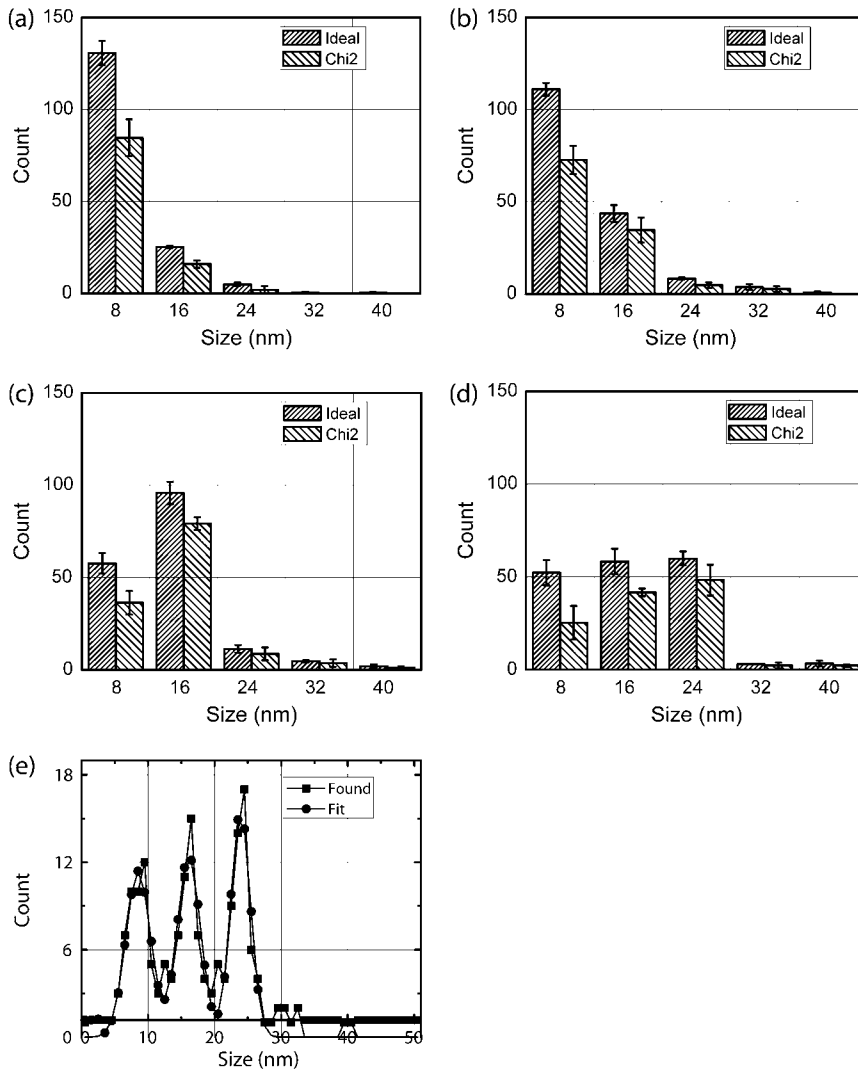 (a)
150
100
50
0
Count
Ideal
Chi2
8 16 24 32 40
Size (nm)
(b)
150
100
50
0
Count
Ideal
Chi2
8 16 24 32 40
Size (nm)
(c)
150
100
50
0
Count
Ideal
Chi2
8 16 24 32 40
Size (nm)
(d)
150
100
50
0
Count
Ideal
Chi2
8 16 24 32 40
Size (nm)
(e)
18
12
6
0
Count
Found
Fit
0 10 20 30 40 50
Size (nm)